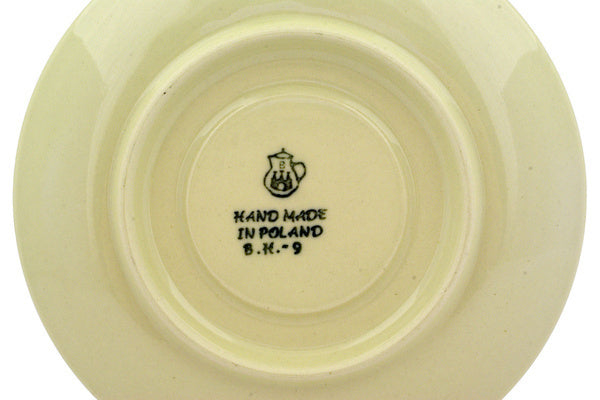 B
HAND MADE
IN POLAND
B.H.-9